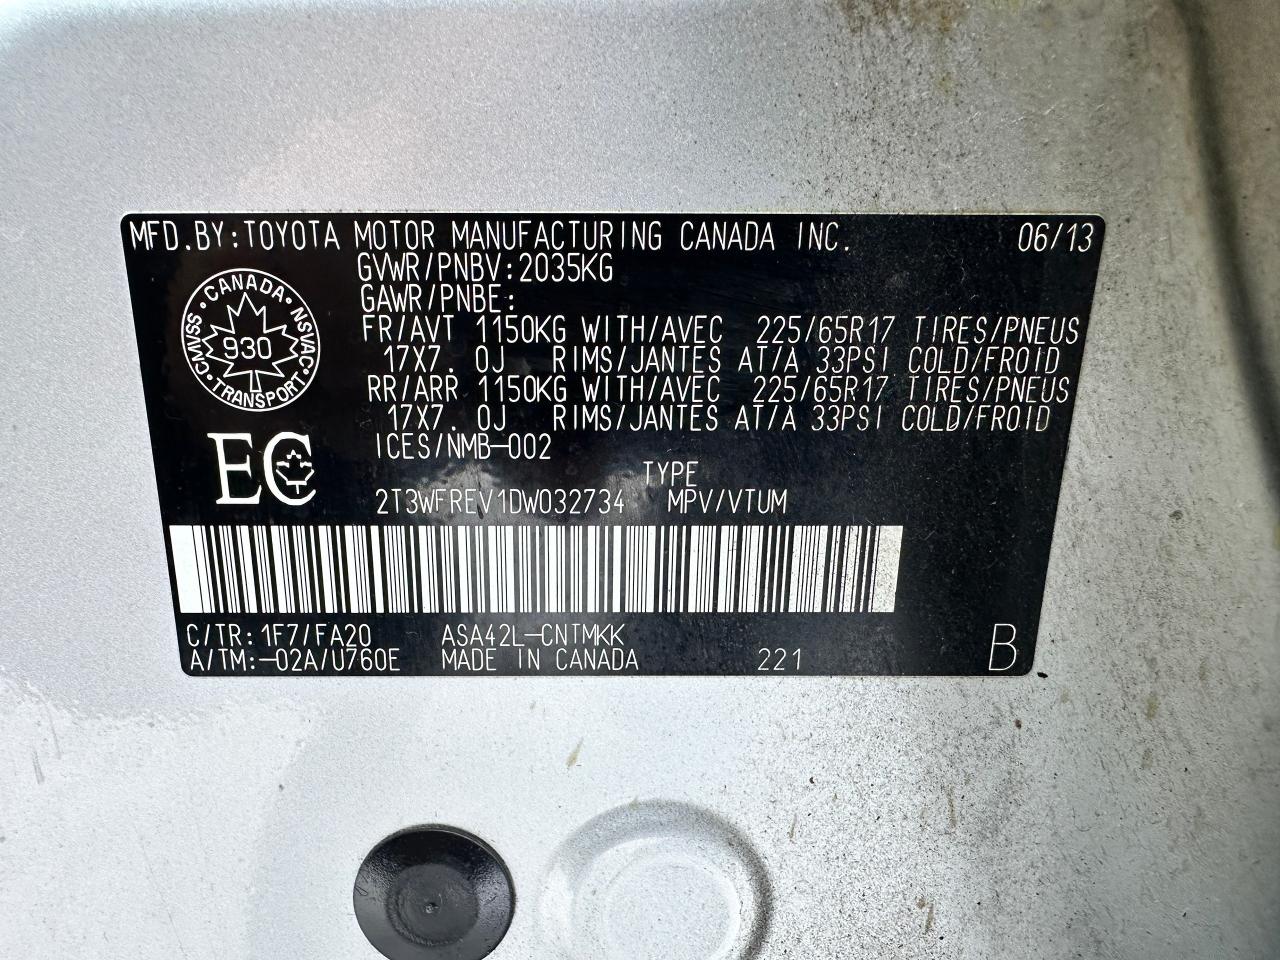 MFD.BY:TOYOTA MOTOR MANUFACTURING CANADA INC. 06/13
GVWR/PNBV:2035KG
GAWR/PNBE:
FR/AVT 1150KG WITH/AVEC 225/65R17 TIRES/PNEUS
17X7.0J RIMS/JANTES AT/A 33PSI COLD/FROID
RR/ARR 1150KG WITH/AVEC 225/65R17 TIRES/PNEUS
17X7.0J RIMS/JANTES AT/A 33PSI COLD/FROID
ICES/NMB-002
CANADA
CMVSS
NSVAC
930
TRANSPORT
EC
TYPE
2T3WFREV1DW032734 MPV/VTUM
C/TR:1F7/FA20 ASA42L-CNTMKK
A/TM:-02A/U760E MADE IN CANADA 221 B